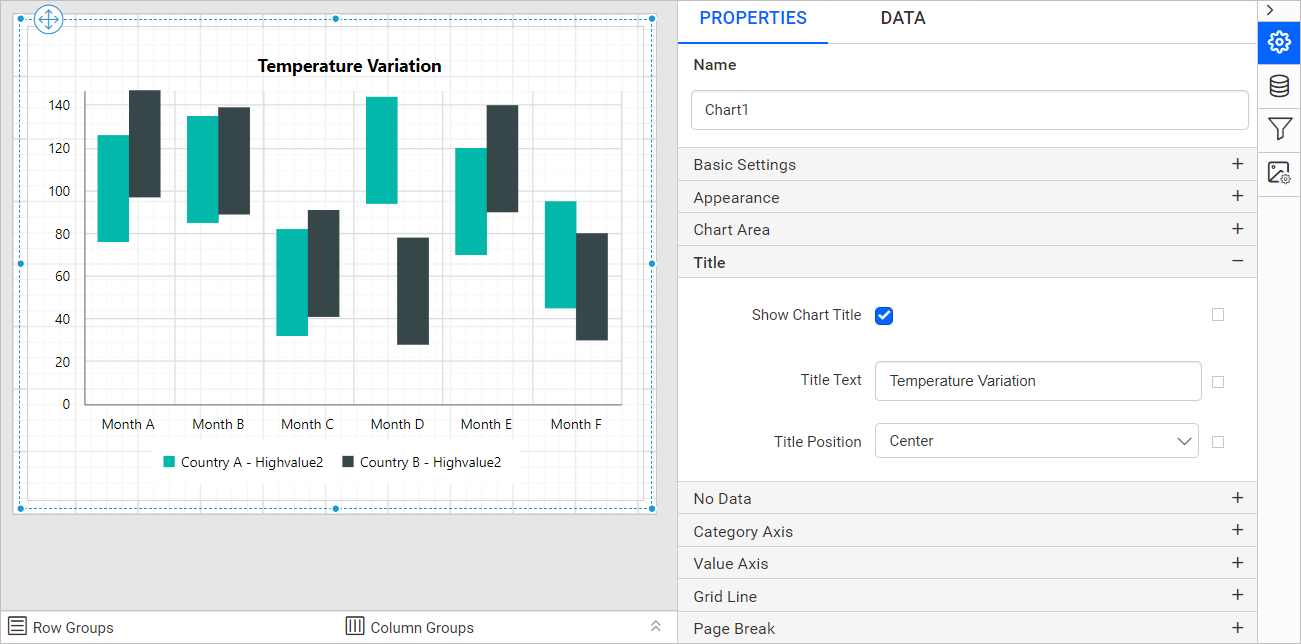 Temperature Variation
140
120
100
80
60
40
20
0
Month A Month B Month C Month D Month E Month F
Country A - Highvalue2 Country B - Highvalue2
Row Groups Column Groups
PROPERTIES DATA
Name
Chart1
Basic Settings +
Appearance +
Chart Area +
Title −
Show Chart Title
Title Text Temperature Variation
Title Position Center
No Data +
Category Axis +
Value Axis +
Grid Line +
Page Break +